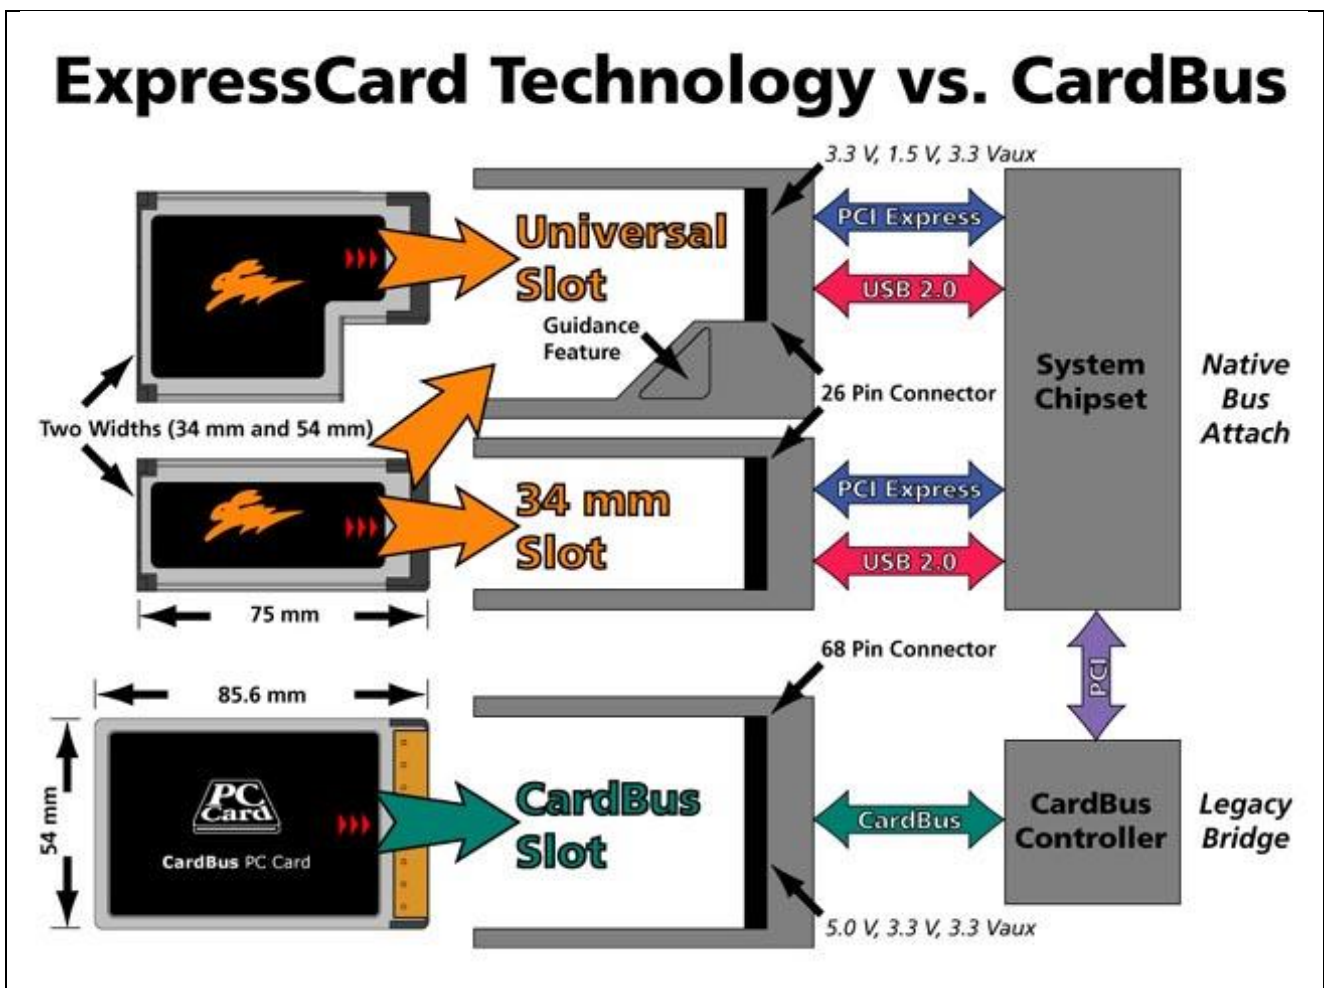 ExpressCard Technology vs. CardBus
3.3 V, 1.5 V, 3.3 Vaux
Universal
Slot
PCI Express
USB 2.0
Guidance
Feature
System
Chipset
Native
Bus
Attach
26 Pin Connector
Two Widths (34 mm and 54 mm)
34 mm
Slot
PCI Express
USB 2.0
75 mm
68 Pin Connector
PCI
85.6 mm
54 mm
PC
Card
CardBus PC Card
CardBus
Slot
CardBus
CardBus
Controller
Legacy
Bridge
5.0 V, 3.3 V, 3.3 Vaux